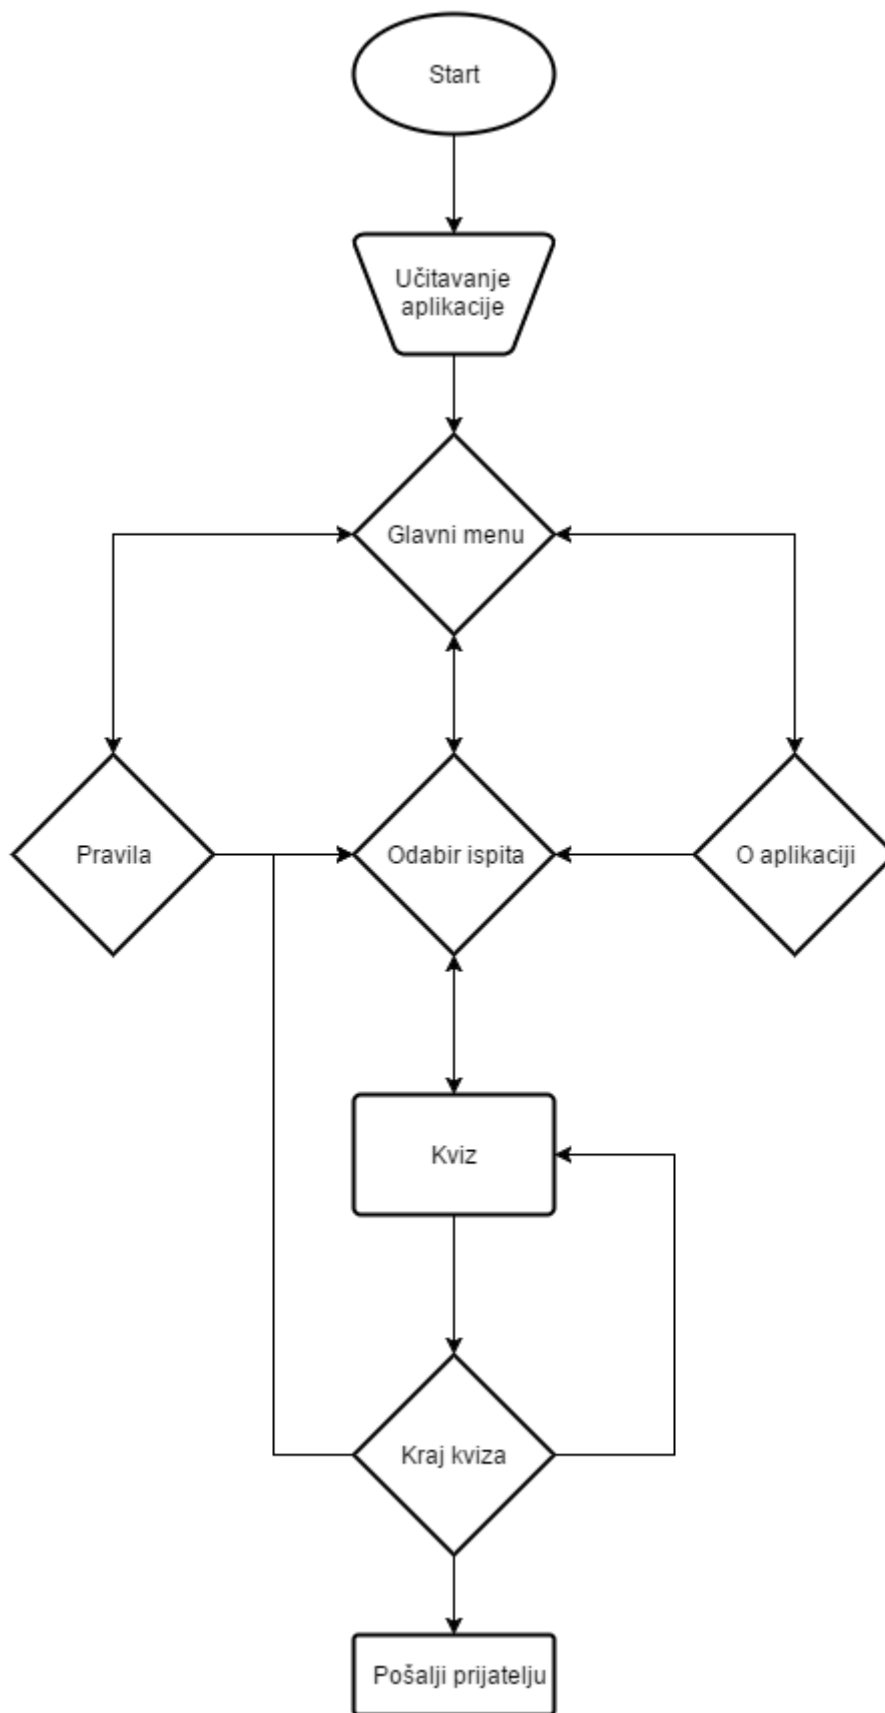 Start
Učitavanje
aplikacije
Glavni menu
Pravila
Odabir ispita
O aplikaciji
Kviz
Kraj kviza
Pošalji prijatelju